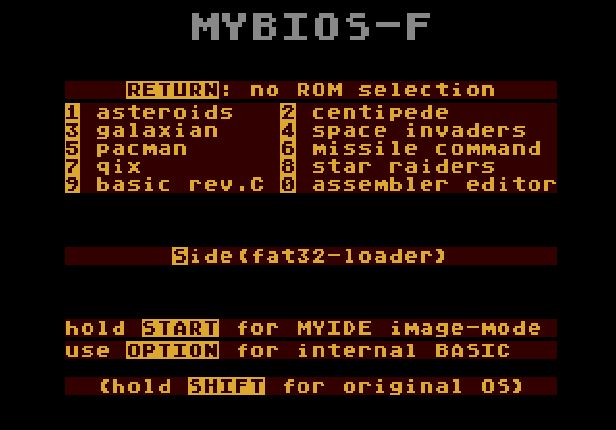 MYBIOS-F
RETURN: no ROM selection
1 asteroids 2 centipede
3 galaxian 4 space invaders
5 pacman 6 missile command
7 qix 8 star raiders
9 basic rev.C 0 assembler editor
Side(fat32-loader)
hold START for MYIDE image-mode
use OPTION for internal BASIC
(hold SHIFT for original OS)